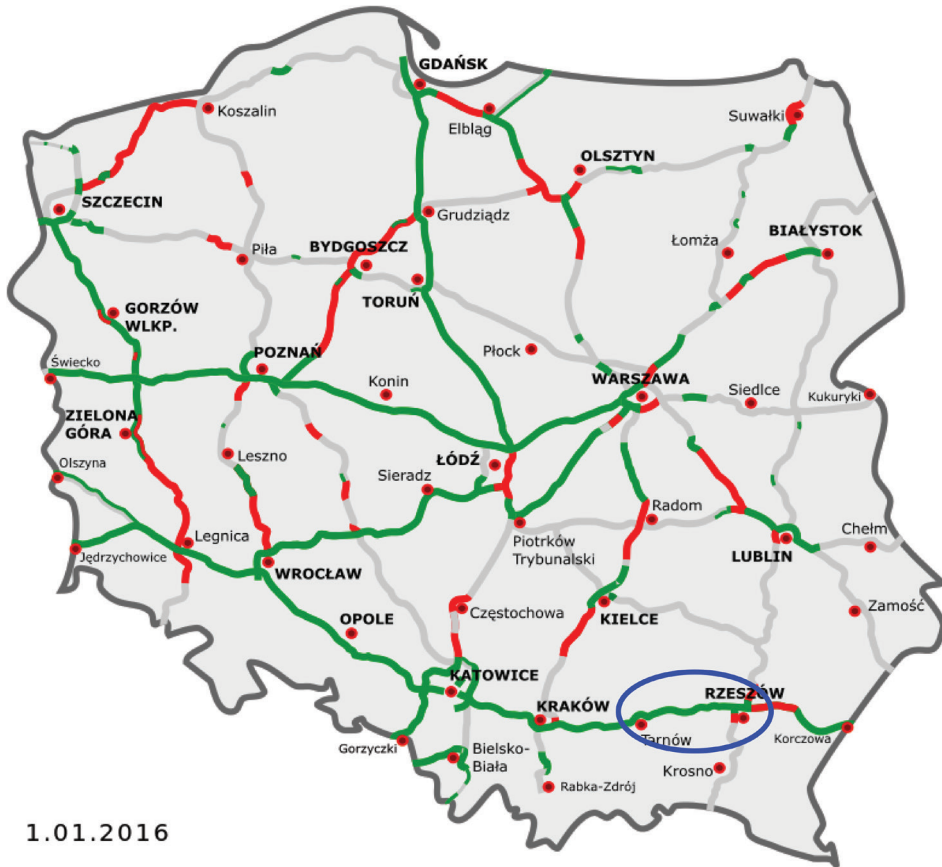 GDAŃSK
Koszalin
Elbląg
Suwałki
OLSZTYN
SZCZECIN
Grudziądz
Łomża
BIAŁYSTOK
Piła
BYDGOSZCZ
TORUŃ
GORZÓW
WLKP.
Płock
Świecko
POZNAŃ
Konin
WARSZAWA
Siedlce
Kukuryki
ZIELONA
GÓRA
Leszno
ŁÓDŹ
Sieradz
Olszyna
Radom
Legnica
Piotrków
Trybunalski
Chełm
Jędrzychowice
WROCŁAW
LUBLIN
Częstochowa
KIELCE
Zamość
OPOLE
KATOWICE
RZESZÓW
KRAKÓW
Tarnów
Korczowa
Gorzyczki
Bielsko-
Biała
Krosno
Rabka-Zdrój
1.01.2016